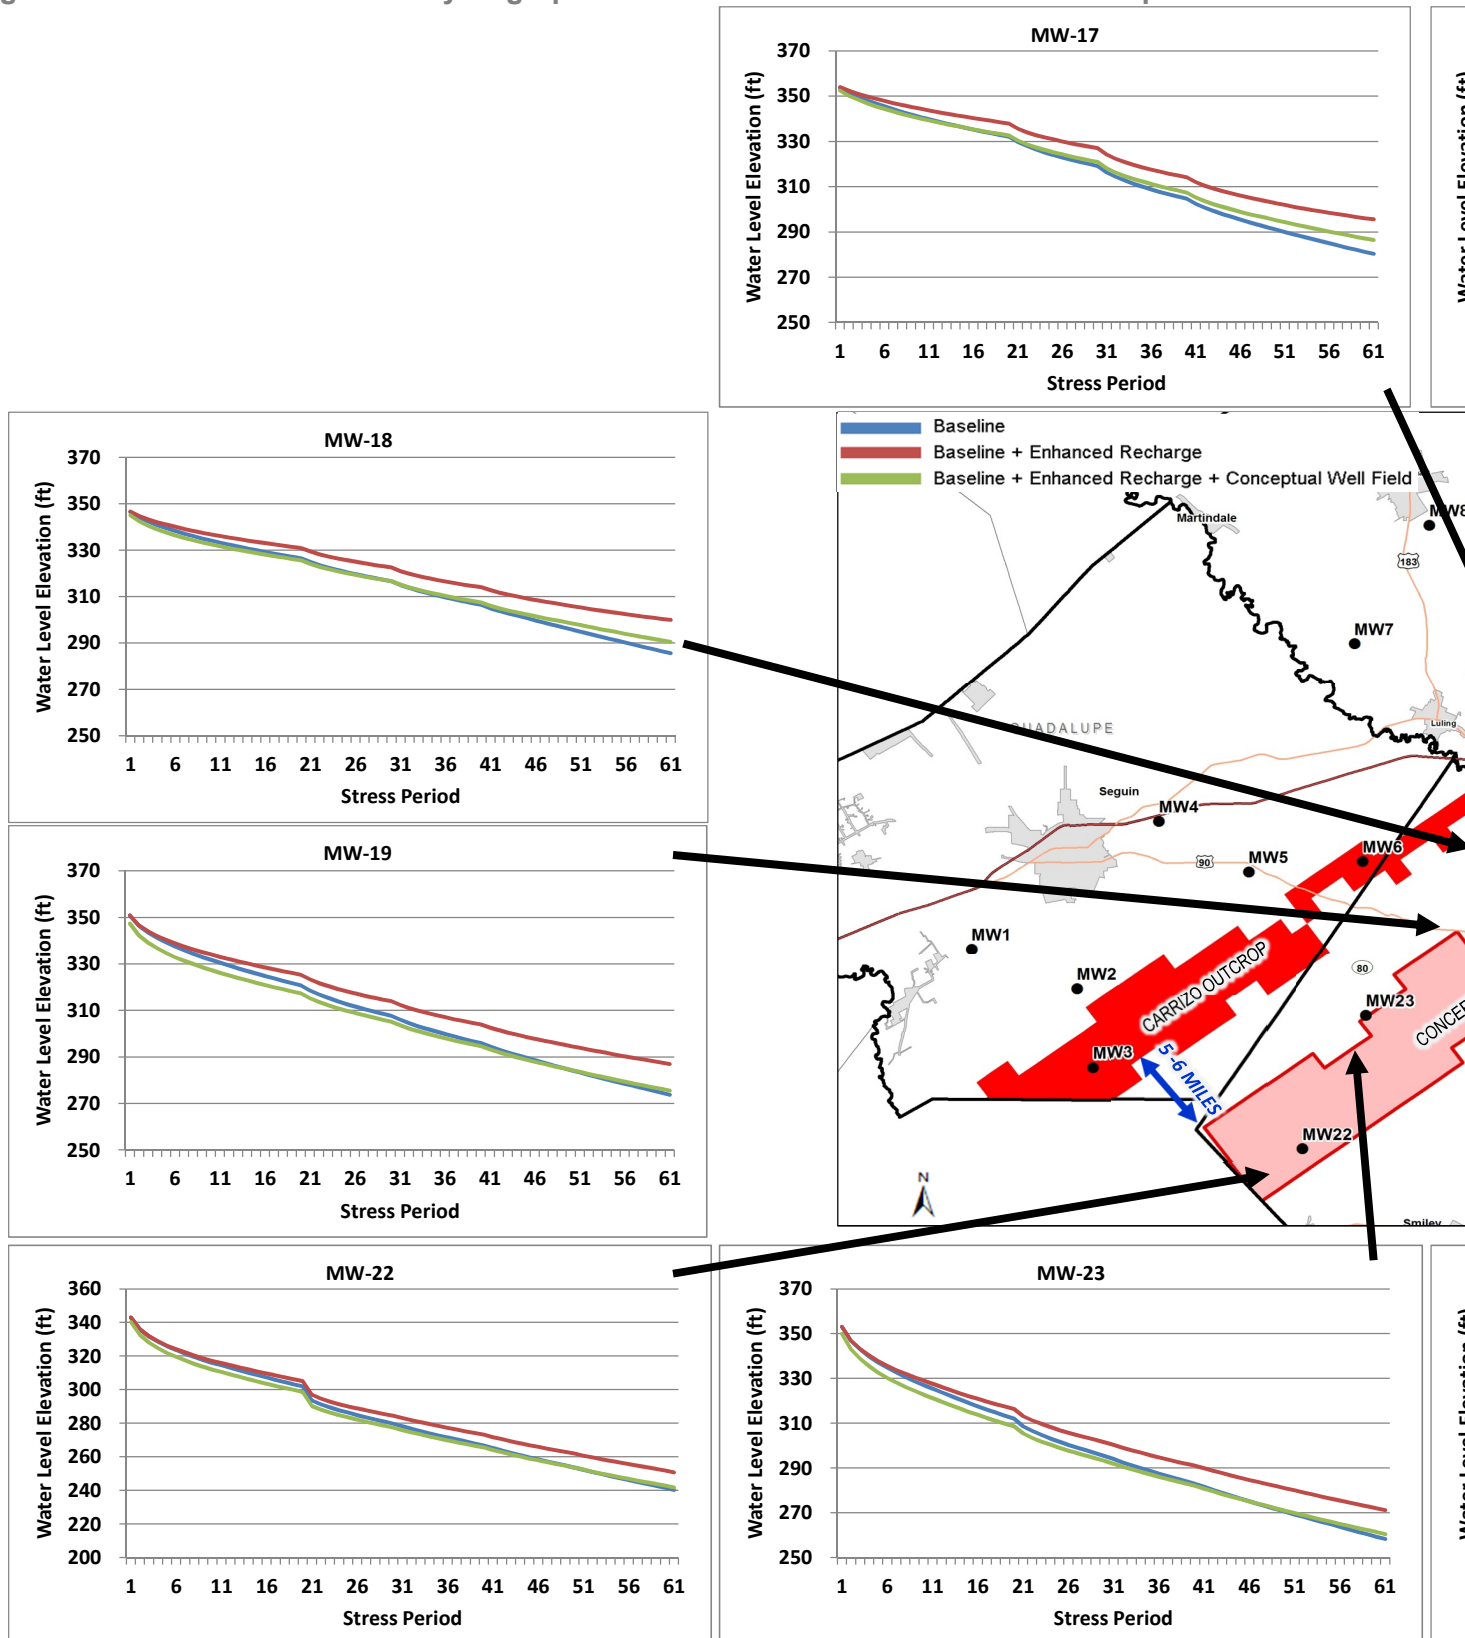 MW-17
Water Level Elevation (ft)
370
350
330
310
290
270
250
1 6 11 16 21 26 31 36 41 46 51 56 61
Stress Period
MW-18
Water Level Elevation (ft)
370
350
330
310
290
270
250
1 6 11 16 21 26 31 36 41 46 51 56 61
Stress Period
Baseline
Baseline + Enhanced Recharge
Baseline + Enhanced Recharge + Conceptual Well Field
Martindale
MW8
183
MW7
Luling
GUADALUPE
Seguin
MW4
90
MW5
MW6
MW1
MW2
CARRIZO OUTCROP
80
MW23
MW3
5-6 MILES
MW22
N
Smiley
MW-19
Water Level Elevation (ft)
370
350
330
310
290
270
250
1 6 11 16 21 26 31 36 41 46 51 56 61
Stress Period
MW-22
Water Level Elevation (ft)
360
340
320
300
280
260
240
220
200
1 6 11 16 21 26 31 36 41 46 51 56 61
Stress Period
MW-23
Water Level Elevation (ft)
370
350
330
310
290
270
250
1 6 11 16 21 26 31 36 41 46 51 56 61
Stress Period